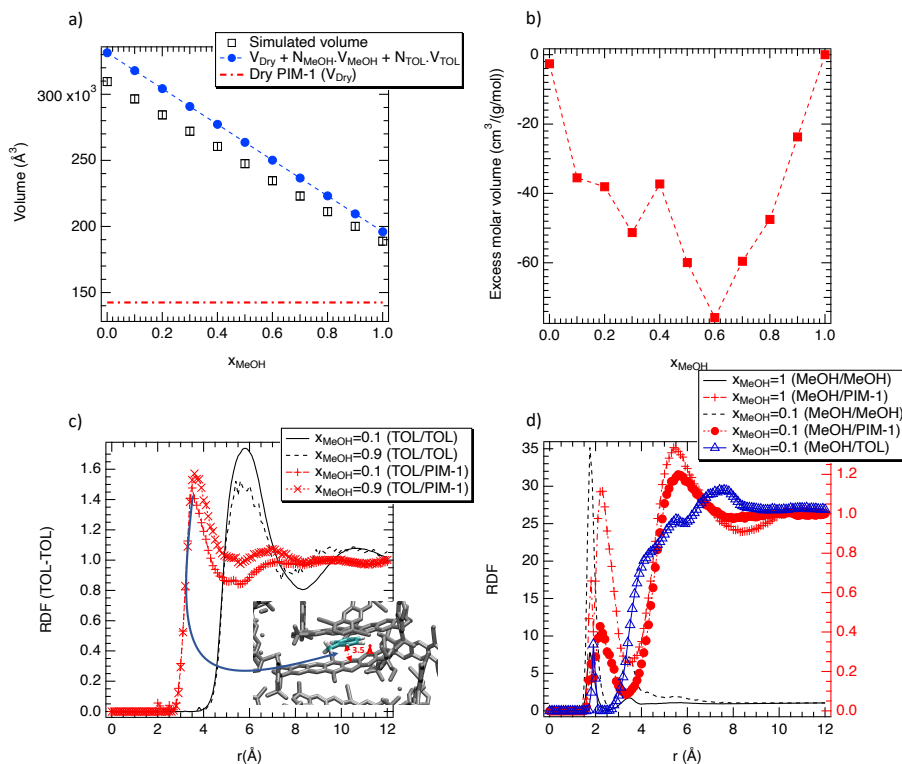 a)
Simulated volume
V_Dry + N_MeOH.V_MeOH + N_TOL.V_TOL
Dry PIM-1 (V_Dry)
300 x10³
250
200
150
Volume (Å³)
0.0 0.2 0.4 0.6 0.8 1.0
x_MeOH
b)
0
-20
-40
-60
Excess molar volume (cm³/(g/mol))
0.0 0.2 0.4 0.6 0.8 1.0
x_MeOH
c)
x_MeOH=0.1 (TOL/TOL)
x_MeOH=0.9 (TOL/TOL)
x_MeOH=0.1 (TOL/PIM-1)
x_MeOH=0.9 (TOL/PIM-1)
1.6
1.4
1.2
1.0
0.8
0.6
0.4
0.2
0.0
RDF (TOL-TOL)
3.5 Å
0 2 4 6 8 10 12
r(Å)
d)
x_MeOH=1 (MeOH/MeOH)
x_MeOH=1 (MeOH/PIM-1)
x_MeOH=0.1 (MeOH/MeOH)
x_MeOH=0.1 (MeOH/PIM-1)
x_MeOH=0.1 (MeOH/TOL)
35
30
25
20
15
10
5
0
RDF
1.2
1.0
0.8
0.6
0.4
0.2
0.0
0 2 4 6 8 10 12
r (Å)